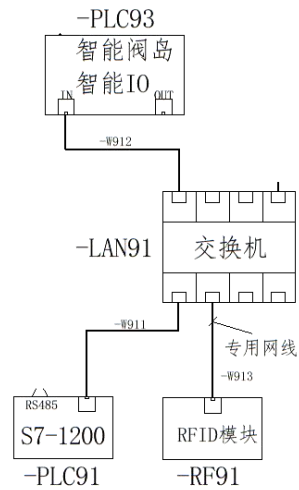 -PLC93
智能阀岛
智能IO
IN
OUT
-W912
-LAN91
交换机
-W911
专用网线
-W913
RS485
S7-1200
RFID模块
-PLC91
-RF91